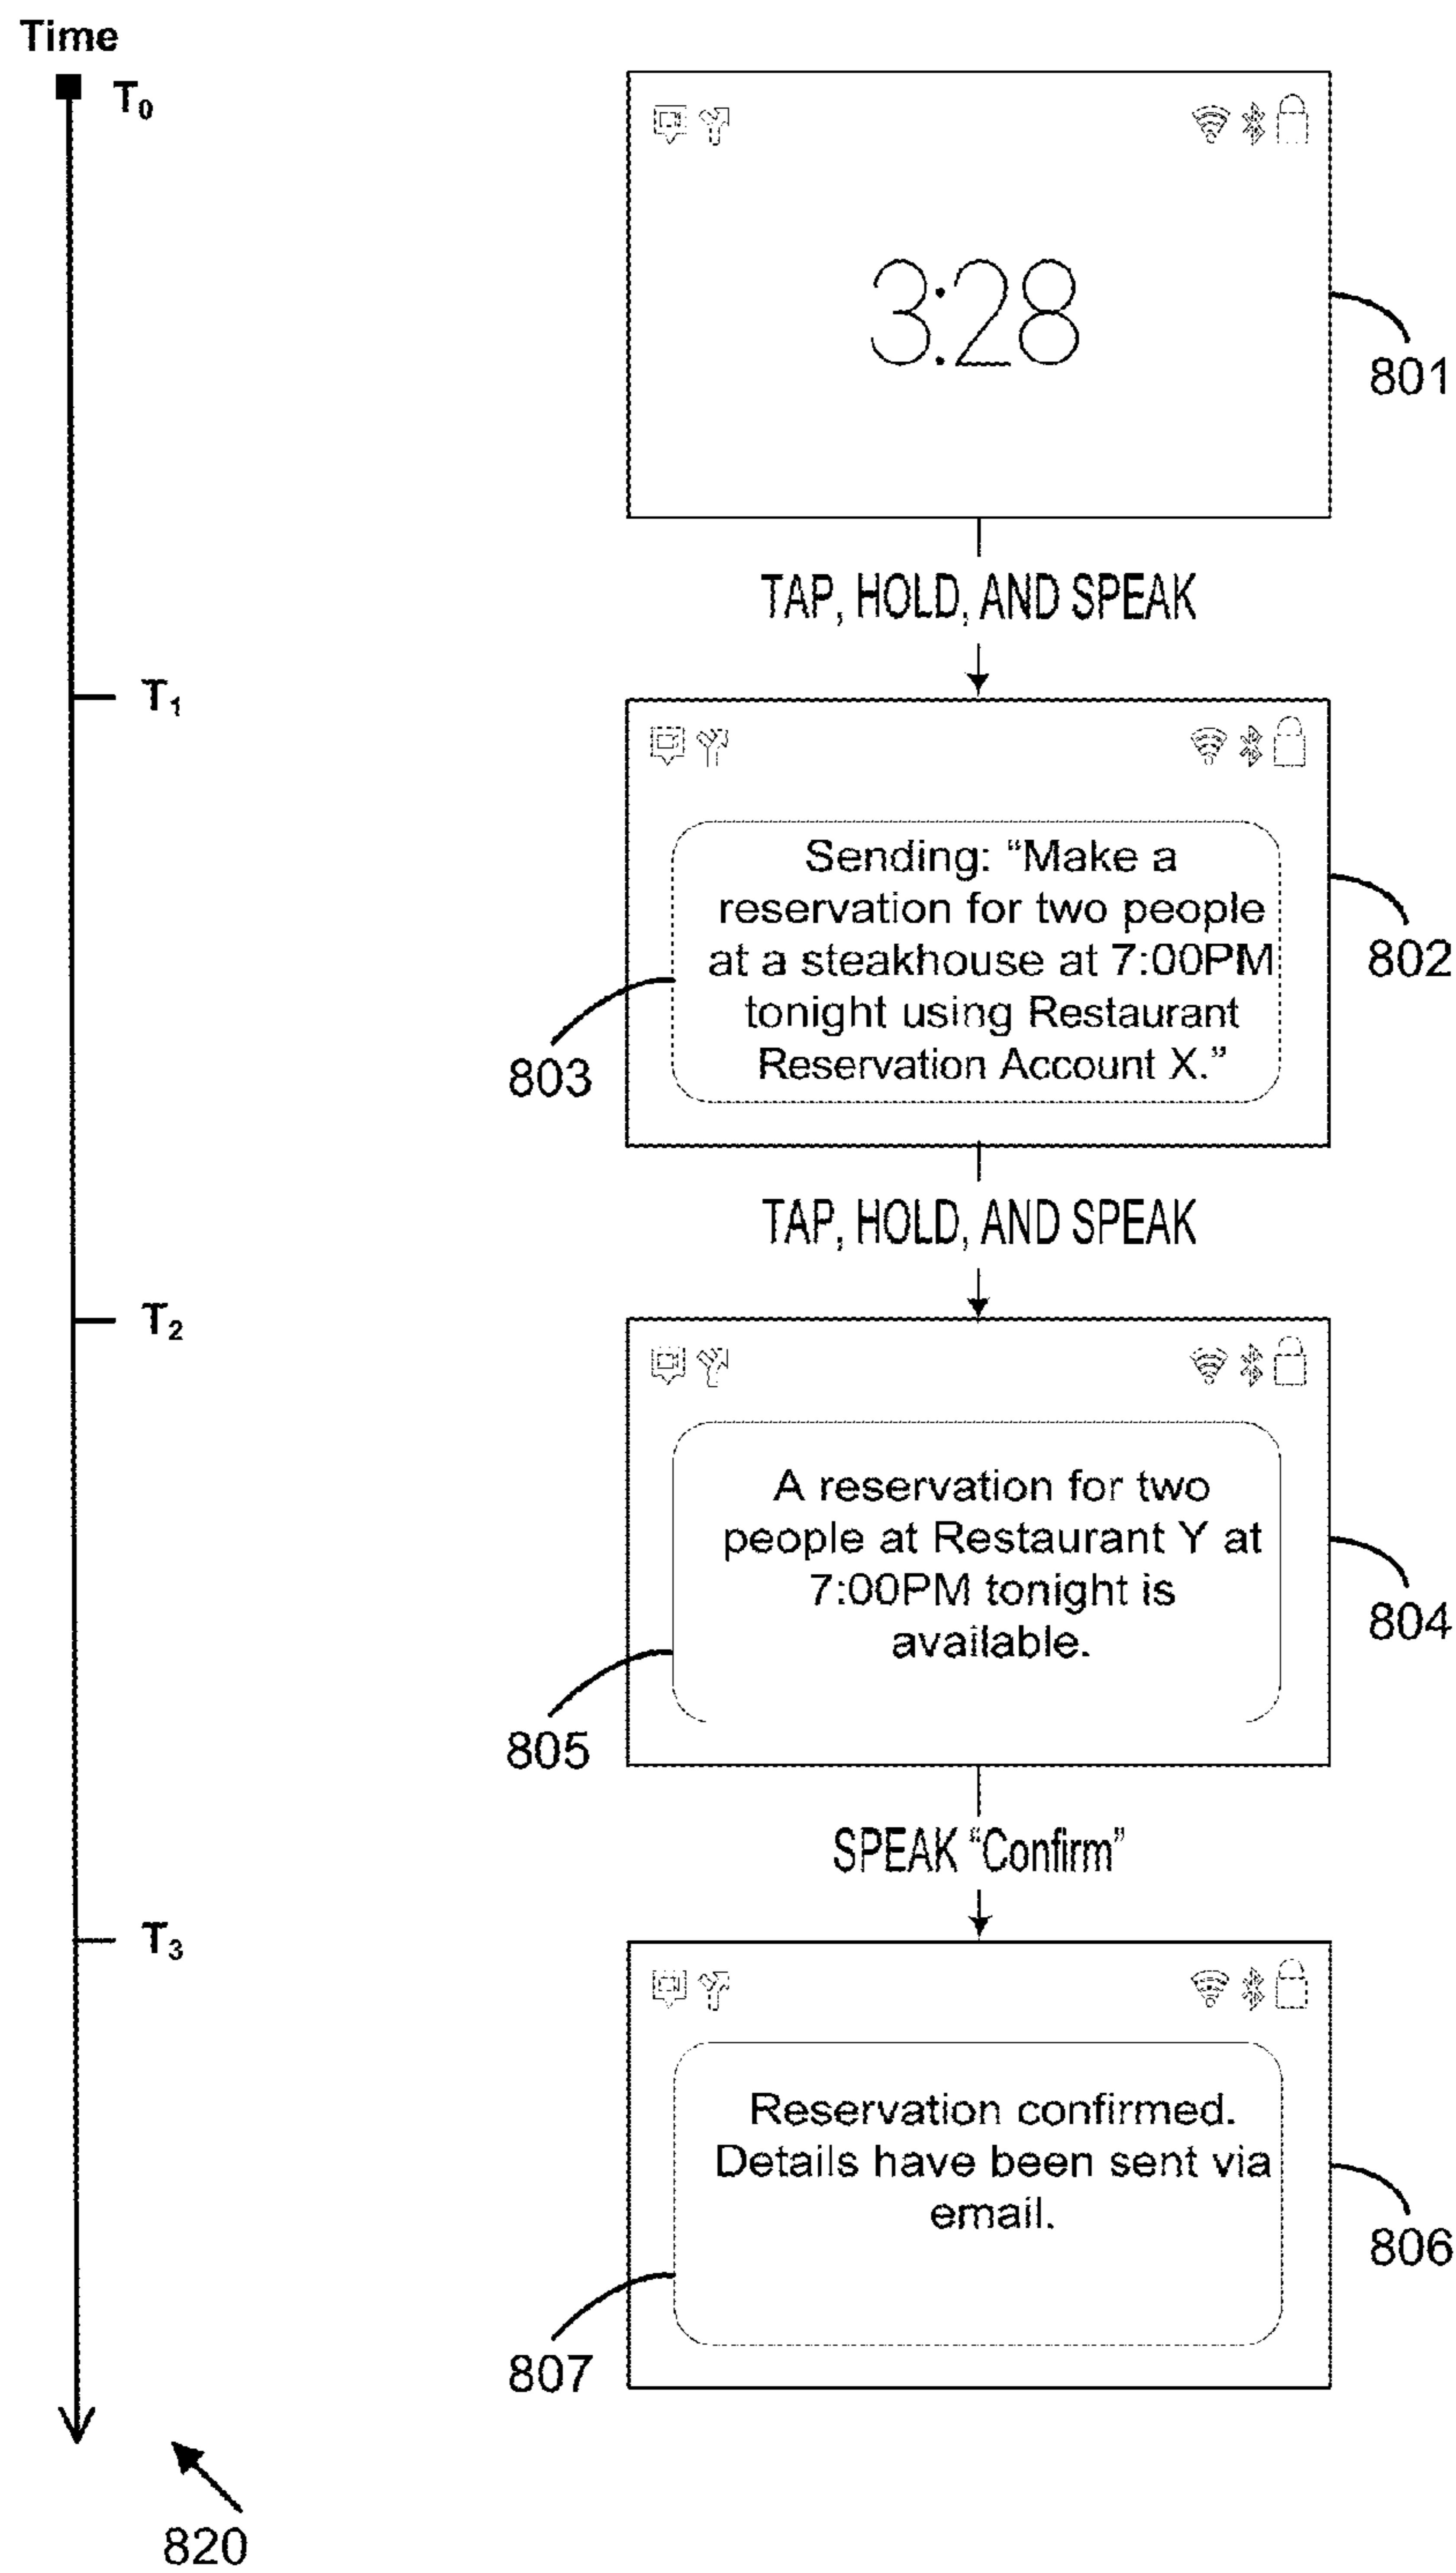 Time
T0
3:28
801
TAP, HOLD, AND SPEAK
T1
Sending: “Make a
reservation for two people
at a steakhouse at 7:00PM
tonight using Restaurant
Reservation Account X.”
802
803
TAP, HOLD, AND SPEAK
T2
A reservation for two
people at Restaurant Y at
7:00PM tonight is
available.
804
805
SPEAK “Confirm”
T3
Reservation confirmed.
Details have been sent via
email.
806
807
820